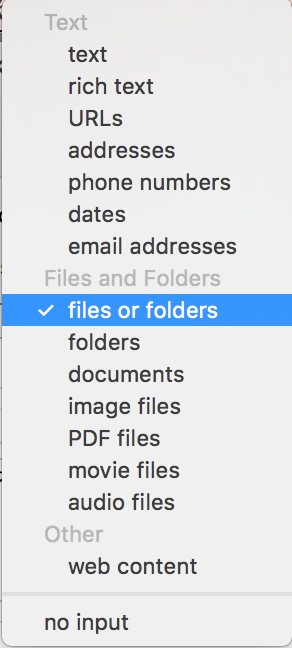 Text
text
rich text
URLs
addresses
phone numbers
dates
email addresses
Files and Folders
✓ files or folders
folders
documents
image files
PDF files
movie files
audio files
Other
web content
no input